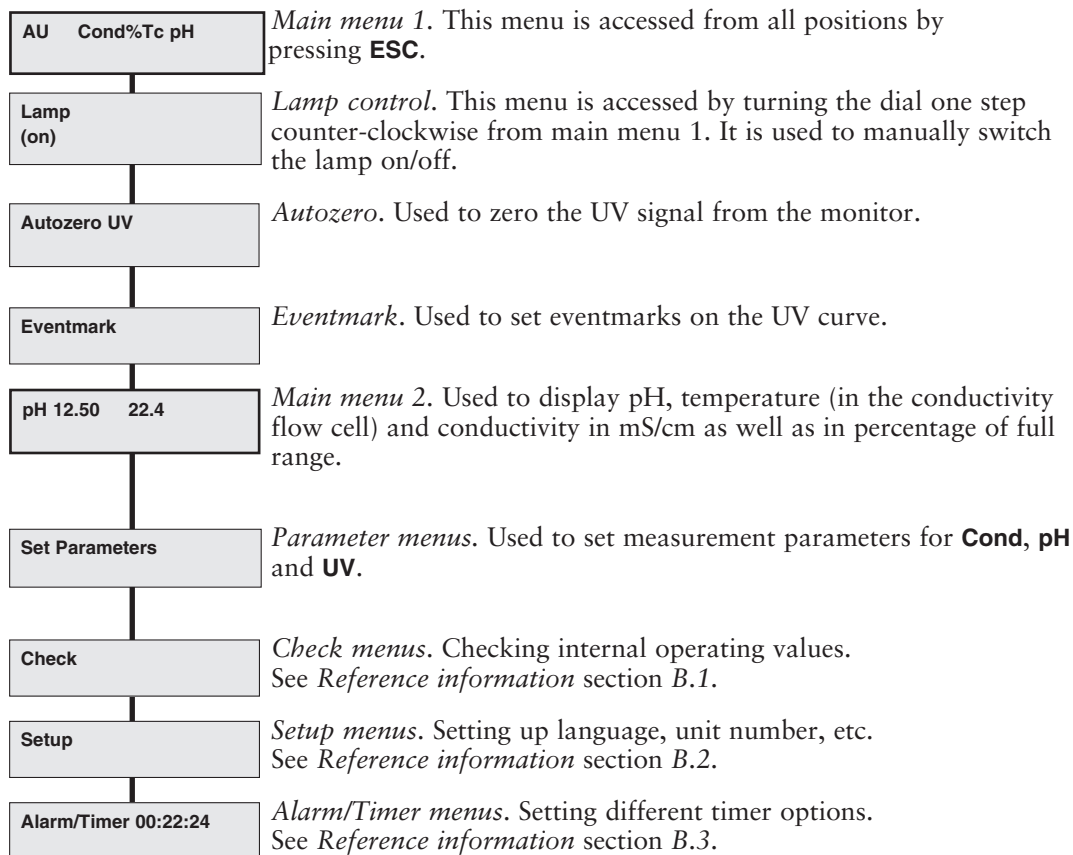 AU Cond%Tc pH
Main menu 1. This menu is accessed from all positions by
pressing ESC.
Lamp
(on)
Lamp control. This menu is accessed by turning the dial one step
counter-clockwise from main menu 1. It is used to manually switch
the lamp on/off.
Autozero UV
Autozero. Used to zero the UV signal from the monitor.
Eventmark
Eventmark. Used to set eventmarks on the UV curve.
pH 12.50 22.4
Main menu 2. Used to display pH, temperature (in the conductivity
flow cell) and conductivity in mS/cm as well as in percentage of full
range.
Set Parameters
Parameter menus. Used to set measurement parameters for Cond, pH
and UV.
Check
Check menus. Checking internal operating values.
See Reference information section B.1.
Setup
Setup menus. Setting up language, unit number, etc.
See Reference information section B.2.
Alarm/Timer 00:22:24
Alarm/Timer menus. Setting different timer options.
See Reference information section B.3.